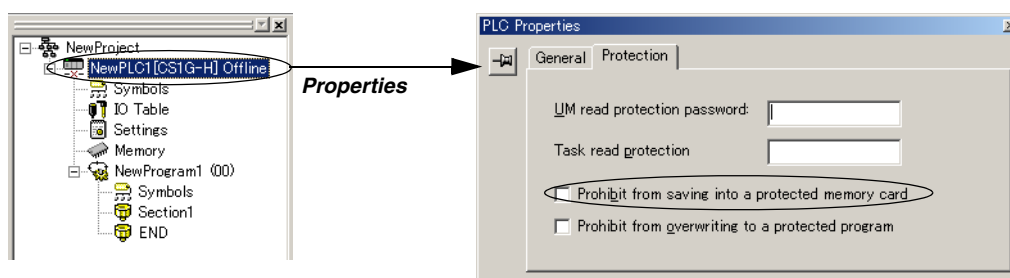 NewProject
NewPLC1[CS1G-H] Offline
Symbols
IO Table
Settings
Memory
NewProgram1 (00)
Symbols
Section1
END
Properties
PLC Properties
General Protection
UM read protection password:
Task read protection
Prohibit from saving into a protected memory card
Prohibit from overwriting to a protected program